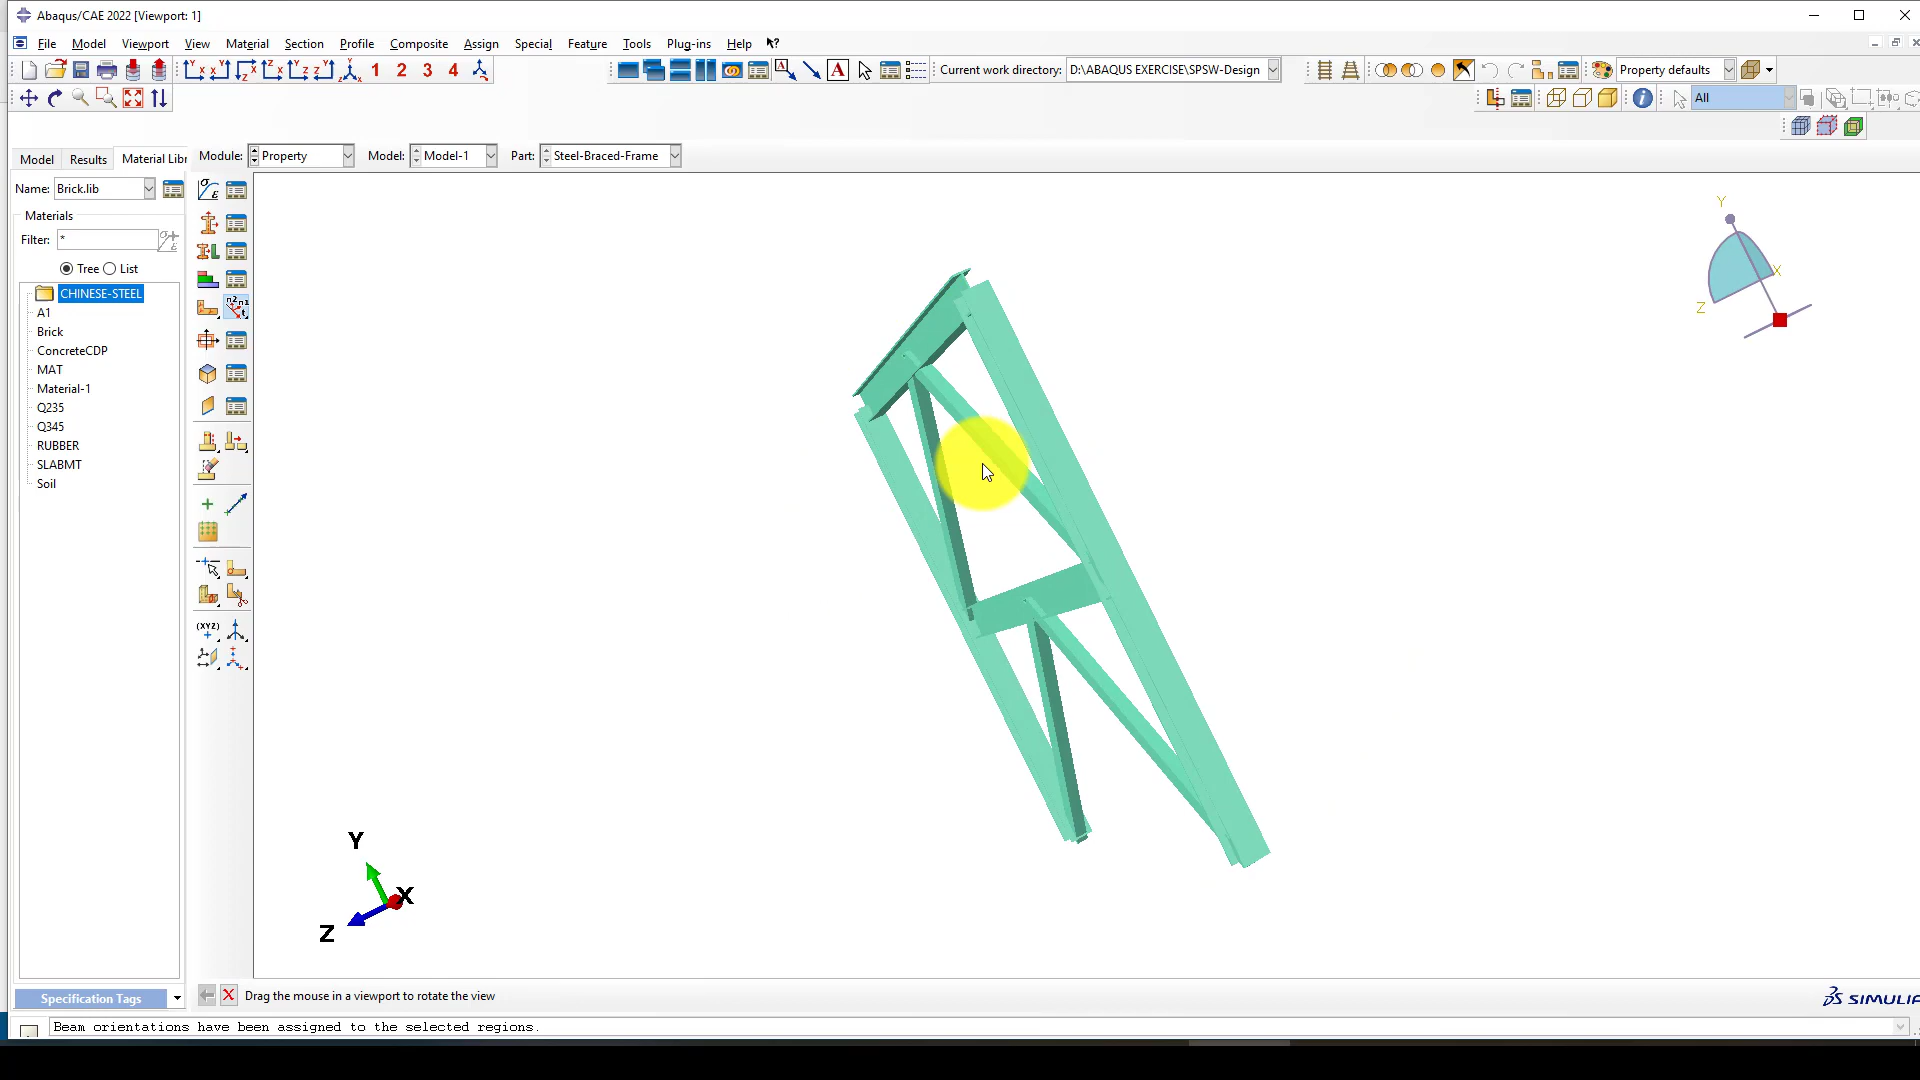 Abaqus/CAE 2022 [Viewport: 1]
File Model Viewport View Material Section Profile Composite Assign Special Feature Tools Plug-ins Help
1 2 3 4
Current work directory: D:\ABAQUS EXERCISE\SPSW-Design
Property defaults
All
Model Results Material Libr
Module: Property Model: Model-1 Part: Steel-Braced-Frame
Name: Brick.lib
Materials
Filter: *
Tree List
CHINESE-STEEL
A1
Brick
ConcreteCDP
MAT
Material-1
Q235
Q345
RUBBER
SLABMT
Soil
(XYZ)
Y
X
Z
Y
X
Z
Specification Tags
Drag the mouse in a viewport to rotate the view
SIMULIA
Beam orientations have been assigned to the selected regions.